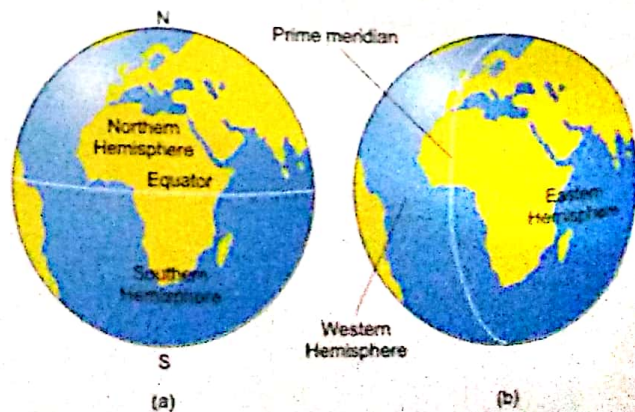 N
Northern
Hemisphere
Equator
Southern
Hemisphere
S
(a)
Prime meridian
Eastern
Hemisphere
Western
Hemisphere
(b)